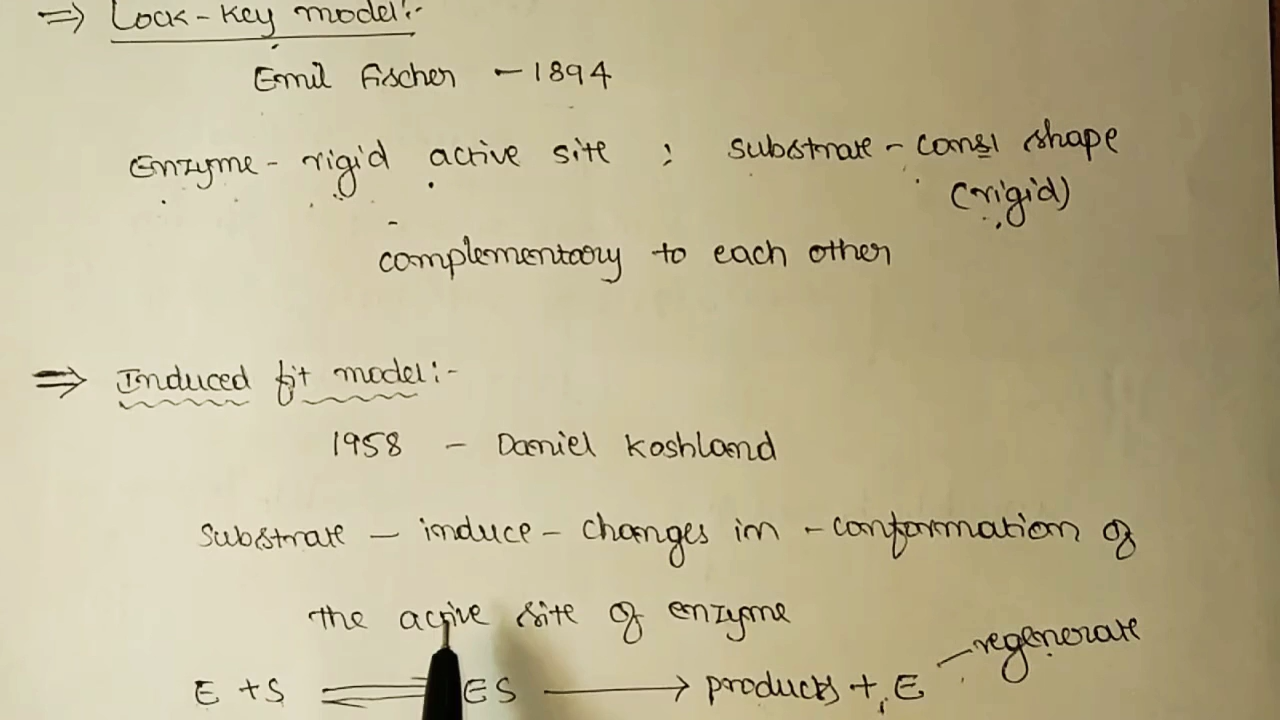 ⇒ Lock-Key model:-
Emil Fischer - 1894
Enzyme - rigid active site ; substrate - const shape
(rigid)
complementary to each other
⇒ Induced fit model:-
1958 - Daniel Koshland
Substrate - induce - changes in - conformation of
the active site of enzyme
regenerate
E + S ⇌ ES → products + E